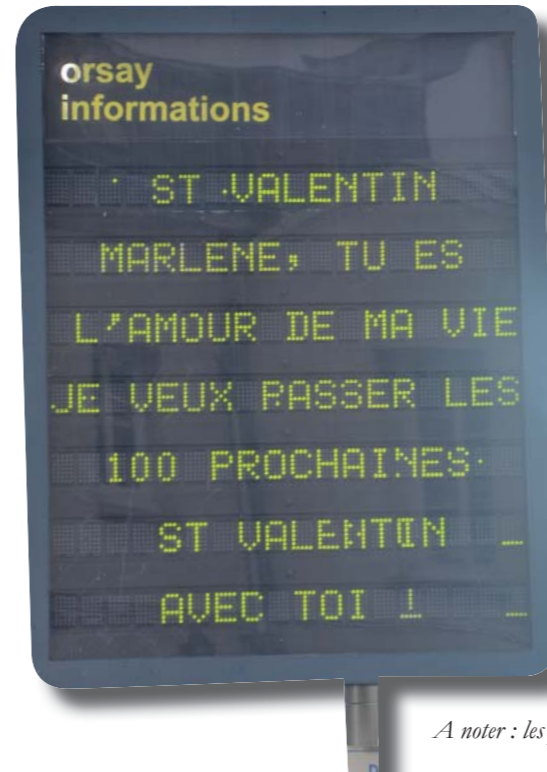 orsay
informations
ST VALENTIN
MARLENE, TU ES
L'AMOUR DE MA VIE
JE VEUX PASSER LES
100 PROCHAINES
ST VALENTIN
AVEC TOI !
A noter : les